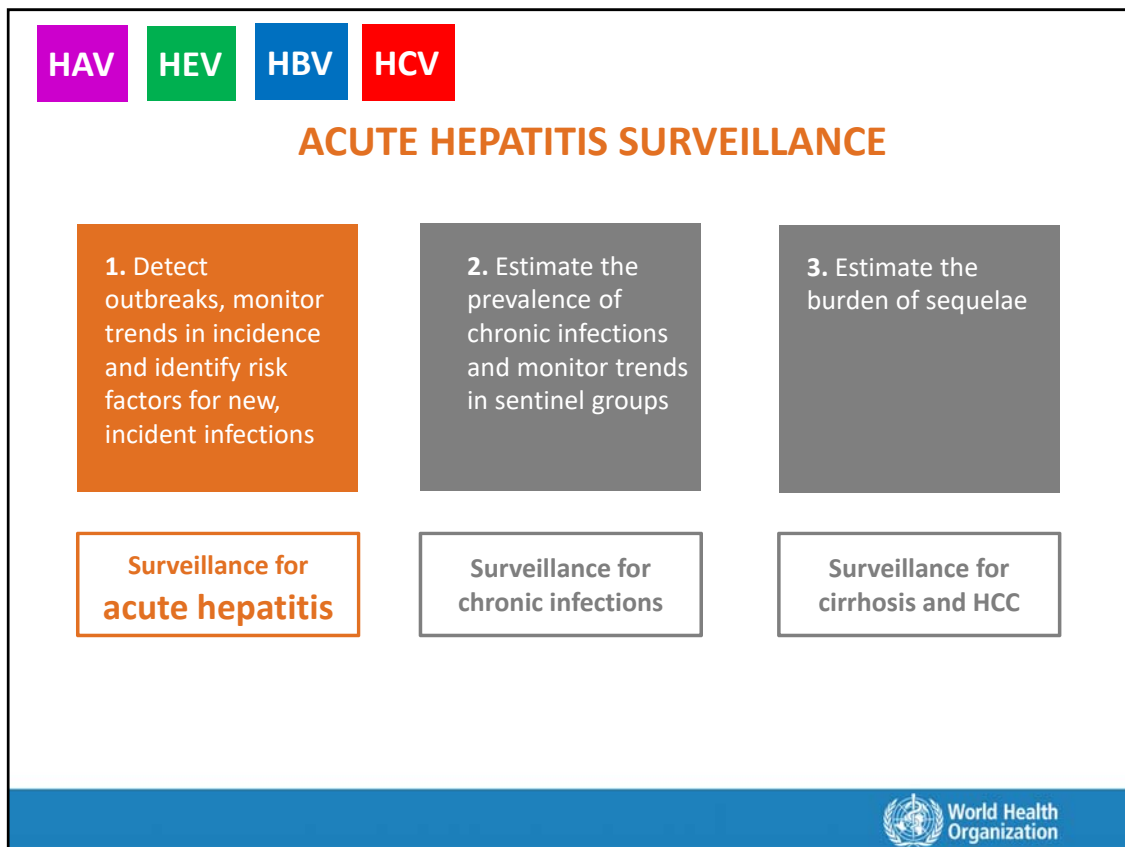 HAV HEV HBV HCV
ACUTE HEPATITIS SURVEILLANCE
1. Detect
outbreaks, monitor
trends in incidence
and identify risk
factors for new,
incident infections
2. Estimate the
prevalence of
chronic infections
and monitor trends
in sentinel groups
3. Estimate the
burden of sequelae
Surveillance for
acute hepatitis
Surveillance for
chronic infections
Surveillance for
cirrhosis and HCC
World Health
Organization